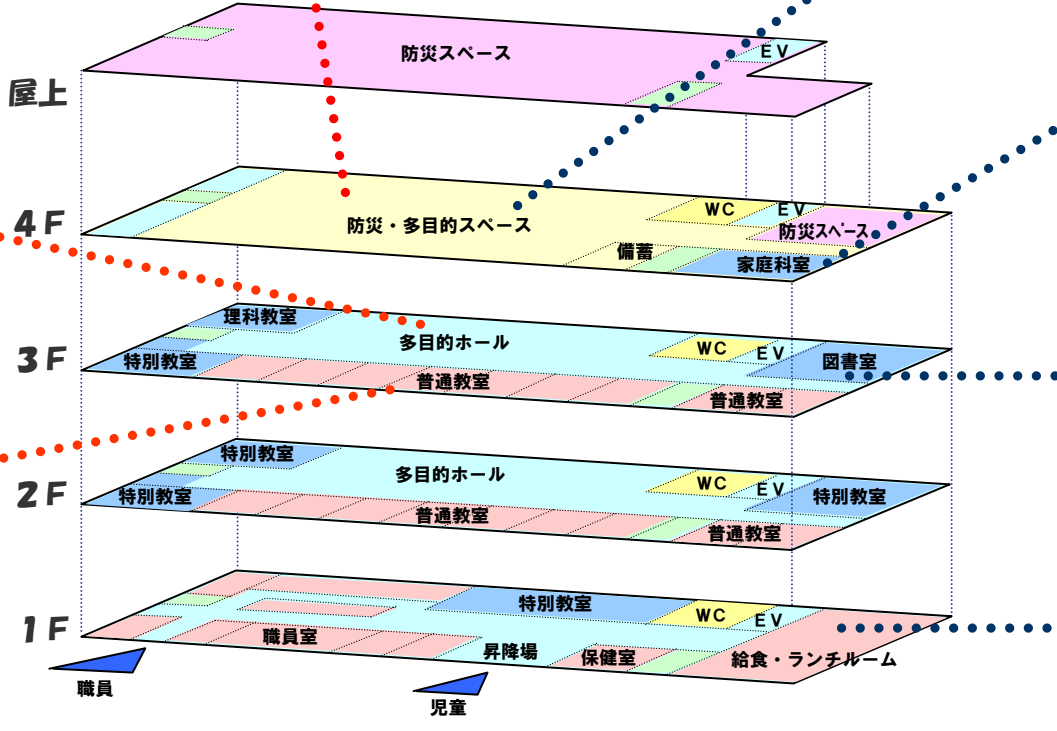 屋上
防災スペース
EV
4F
防災・多目的スペース
WC
EV
防災スペース
備蓄
家庭科室
3F
理科教室
特別教室
多目的ホール
普通教室
WC
EV
図書室
普通教室
2F
特別教室
特別教室
多目的ホール
普通教室
WC
EV
特別教室
普通教室
1F
特別教室
WC
EV
職員室
昇降場
保健室
給食・ランチルーム
職員
児童